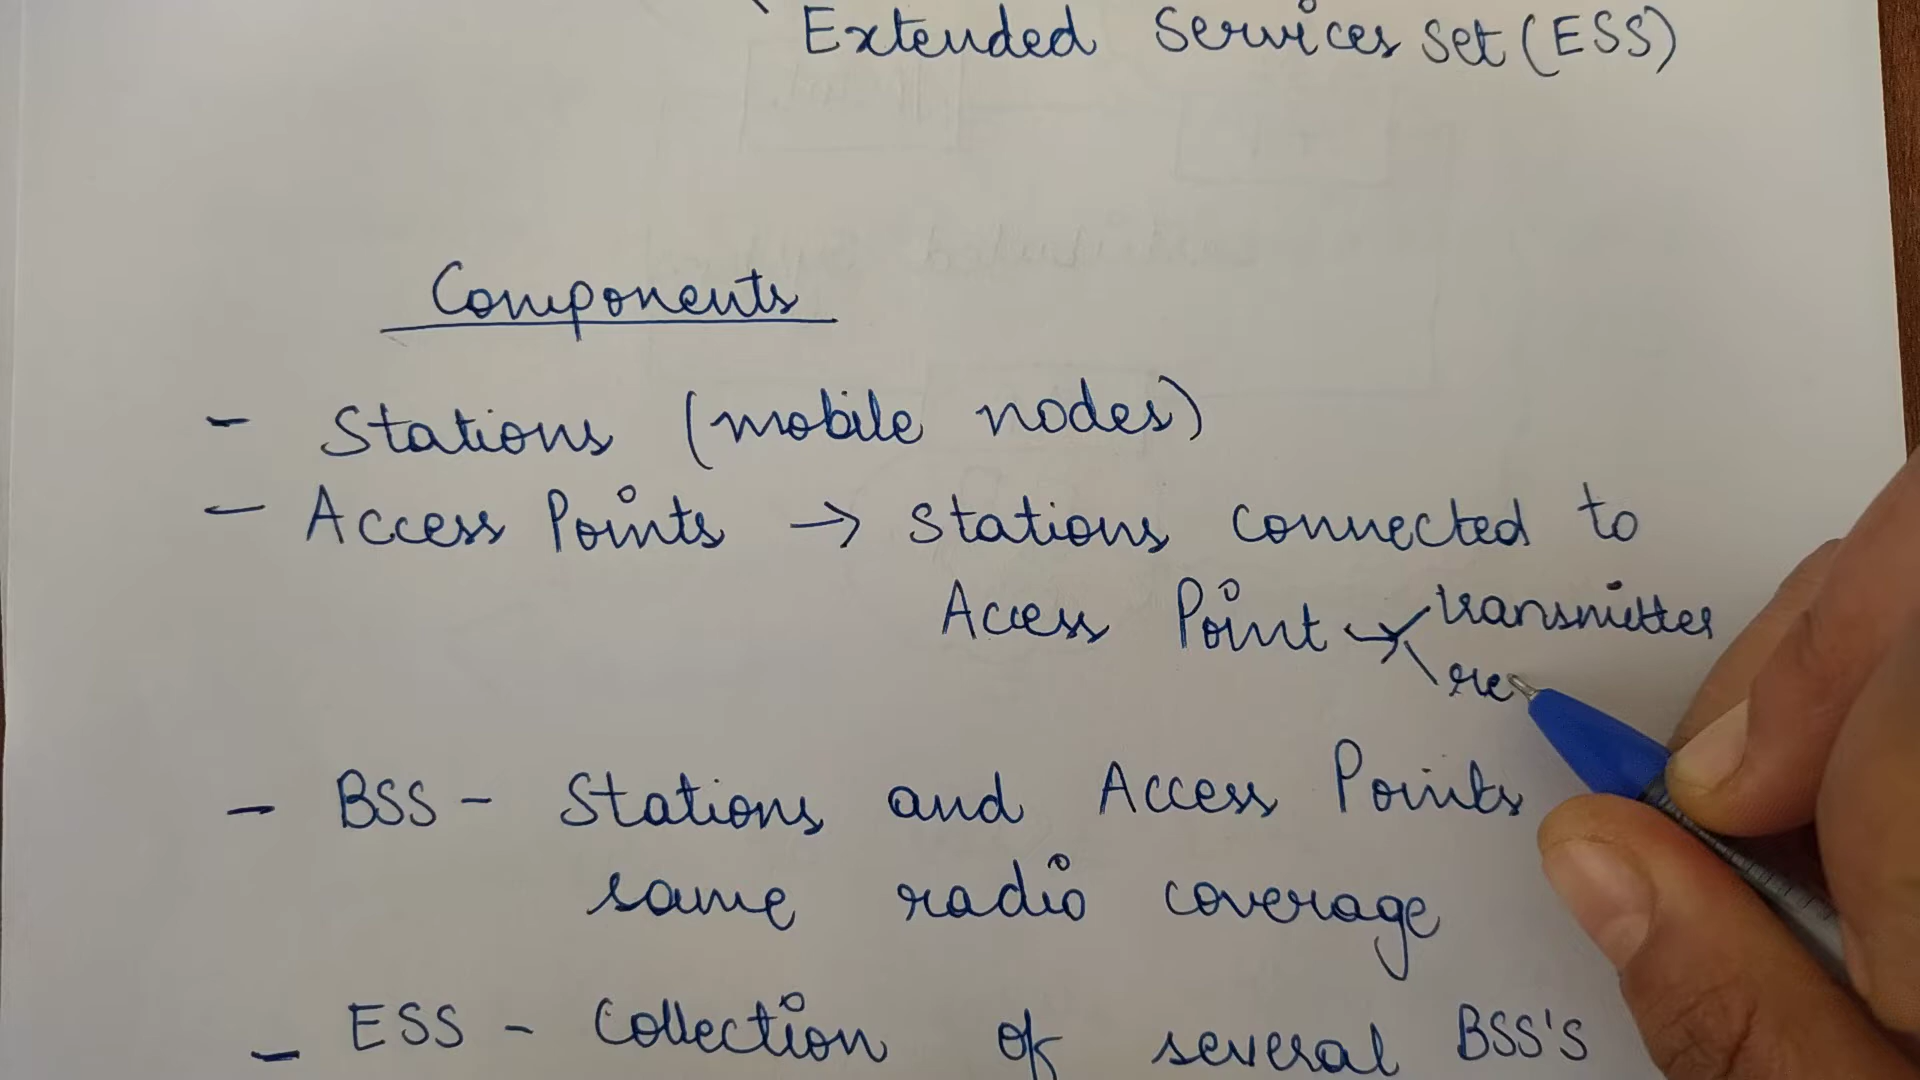 Extended Services Set (ESS)
Components
- Stations (mobile nodes)
- Access Points → Stations connected to
Access Point → transmitter
re
- BSS - Stations and Access Points
same radio coverage
- ESS - Collection of several BSS's